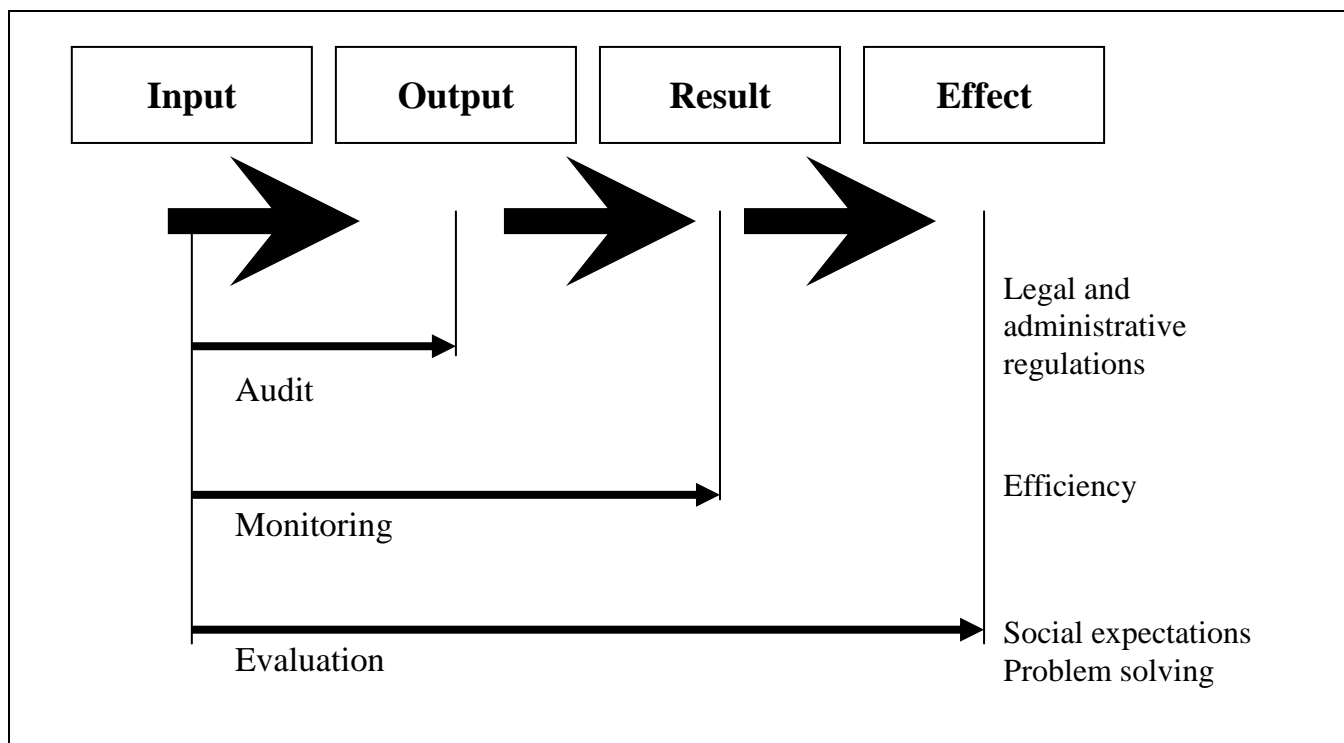 Input
Output
Result
Effect
Legal and
administrative
regulations
Audit
Efficiency
Monitoring
Social expectations
Problem solving
Evaluation